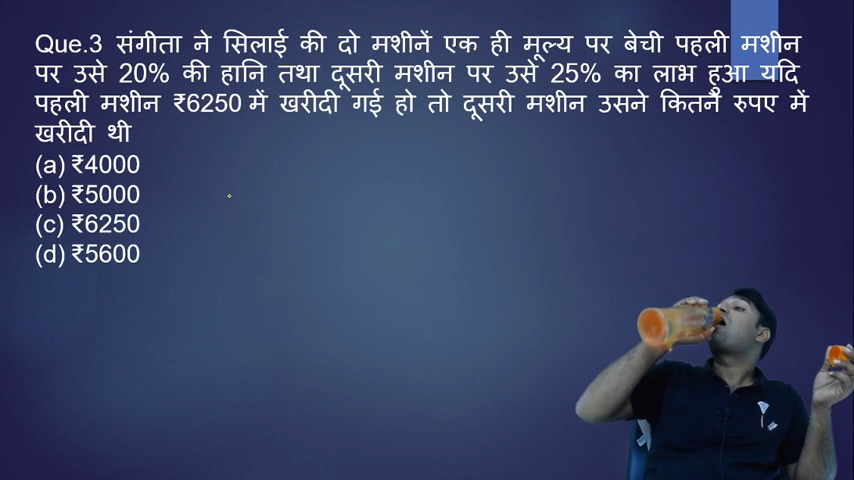 Que.3 संगीता ने सिलाई की दो मशीनें एक ही मूल्य पर बेची पहली मशीन
पर उसे 20% की हानि तथा दूसरी मशीन पर उसे 25% का लाभ हुआ यदि
पहली मशीन ₹6250 में खरीदी गई हो तो दूसरी मशीन उसने कितने रुपए में
खरीदी थी
(a) ₹4000
(b) ₹5000
(c) ₹6250
(d) ₹5600